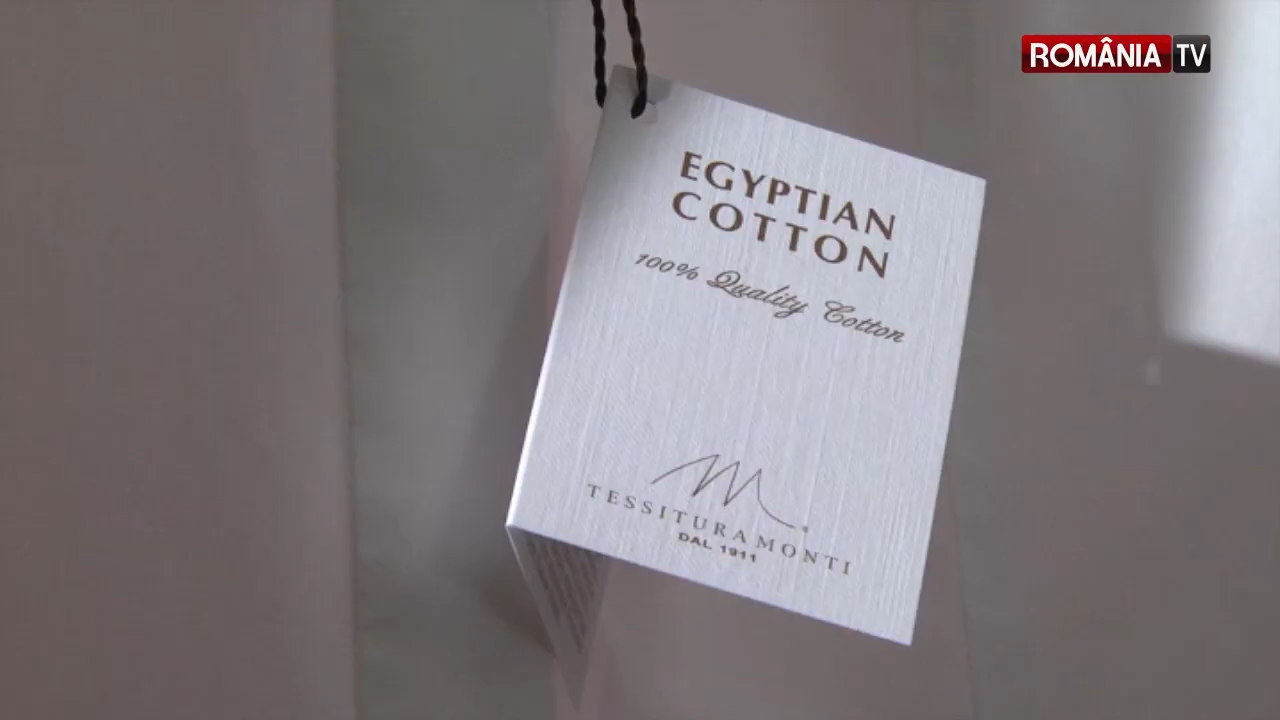 ROMÂNIA TV
EGYPTIAN
COTTON
100% Quality Cotton
TESSITURA MONTI
DAL 1911